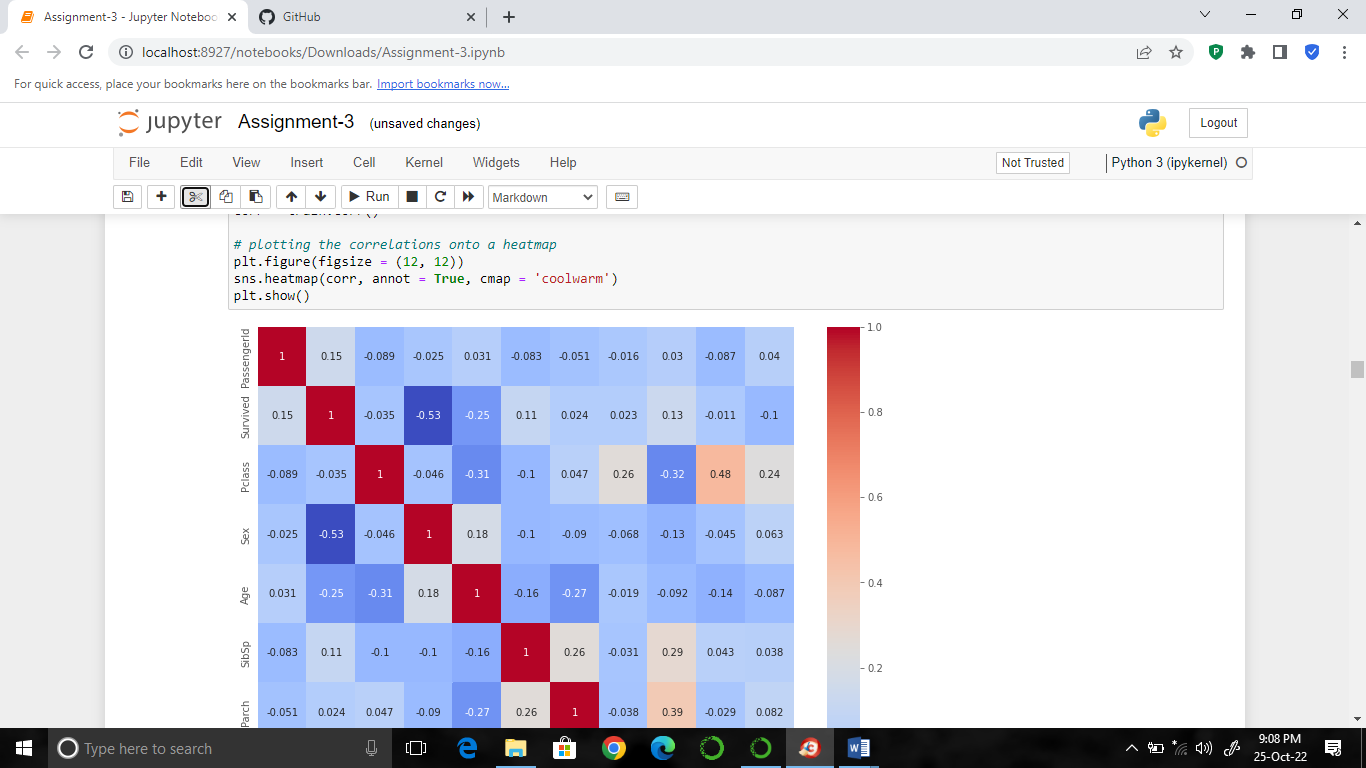 Assignment-3 - Jupyter Noteboo
GitHub
localhost:8927/notebooks/Downloads/Assignment-3.ipynb
For quick access, place your bookmarks here on the bookmarks bar. Import bookmarks now...
jupyter Assignment-3 (unsaved changes)
Logout
File Edit View Insert Cell Kernel Widgets Help
Not Trusted
Python 3 (ipykernel)
Run
Markdown
# plotting the correlations onto a heatmap
plt.figure(figsize = (12, 12))
sns.heatmap(corr, annot = True, cmap = 'coolwarm')
plt.show()
PassengerId 1 0.15 -0.089 -0.025 0.031 -0.083 -0.051 -0.016 0.03 -0.087 0.04
Survived 0.15 1 -0.035 -0.53 -0.25 0.11 0.024 0.023 0.13 -0.011 -0.1
Pclass -0.089 -0.035 1 -0.046 -0.31 -0.1 0.047 0.26 -0.32 0.48 0.24
Sex -0.025 -0.53 -0.046 1 0.18 -0.1 -0.09 -0.068 -0.13 -0.045 0.063
Age 0.031 -0.25 -0.31 0.18 1 -0.16 -0.27 -0.019 -0.092 -0.14 -0.087
SibSp -0.083 0.11 -0.1 -0.1 -0.16 1 0.26 -0.031 0.29 0.043 0.038
Parch -0.051 0.024 0.047 -0.09 -0.27 0.26 1 -0.038 0.39 -0.029 0.082
1.0
0.8
0.6
0.4
0.2
Type here to search
9:08 PM
25-Oct-22